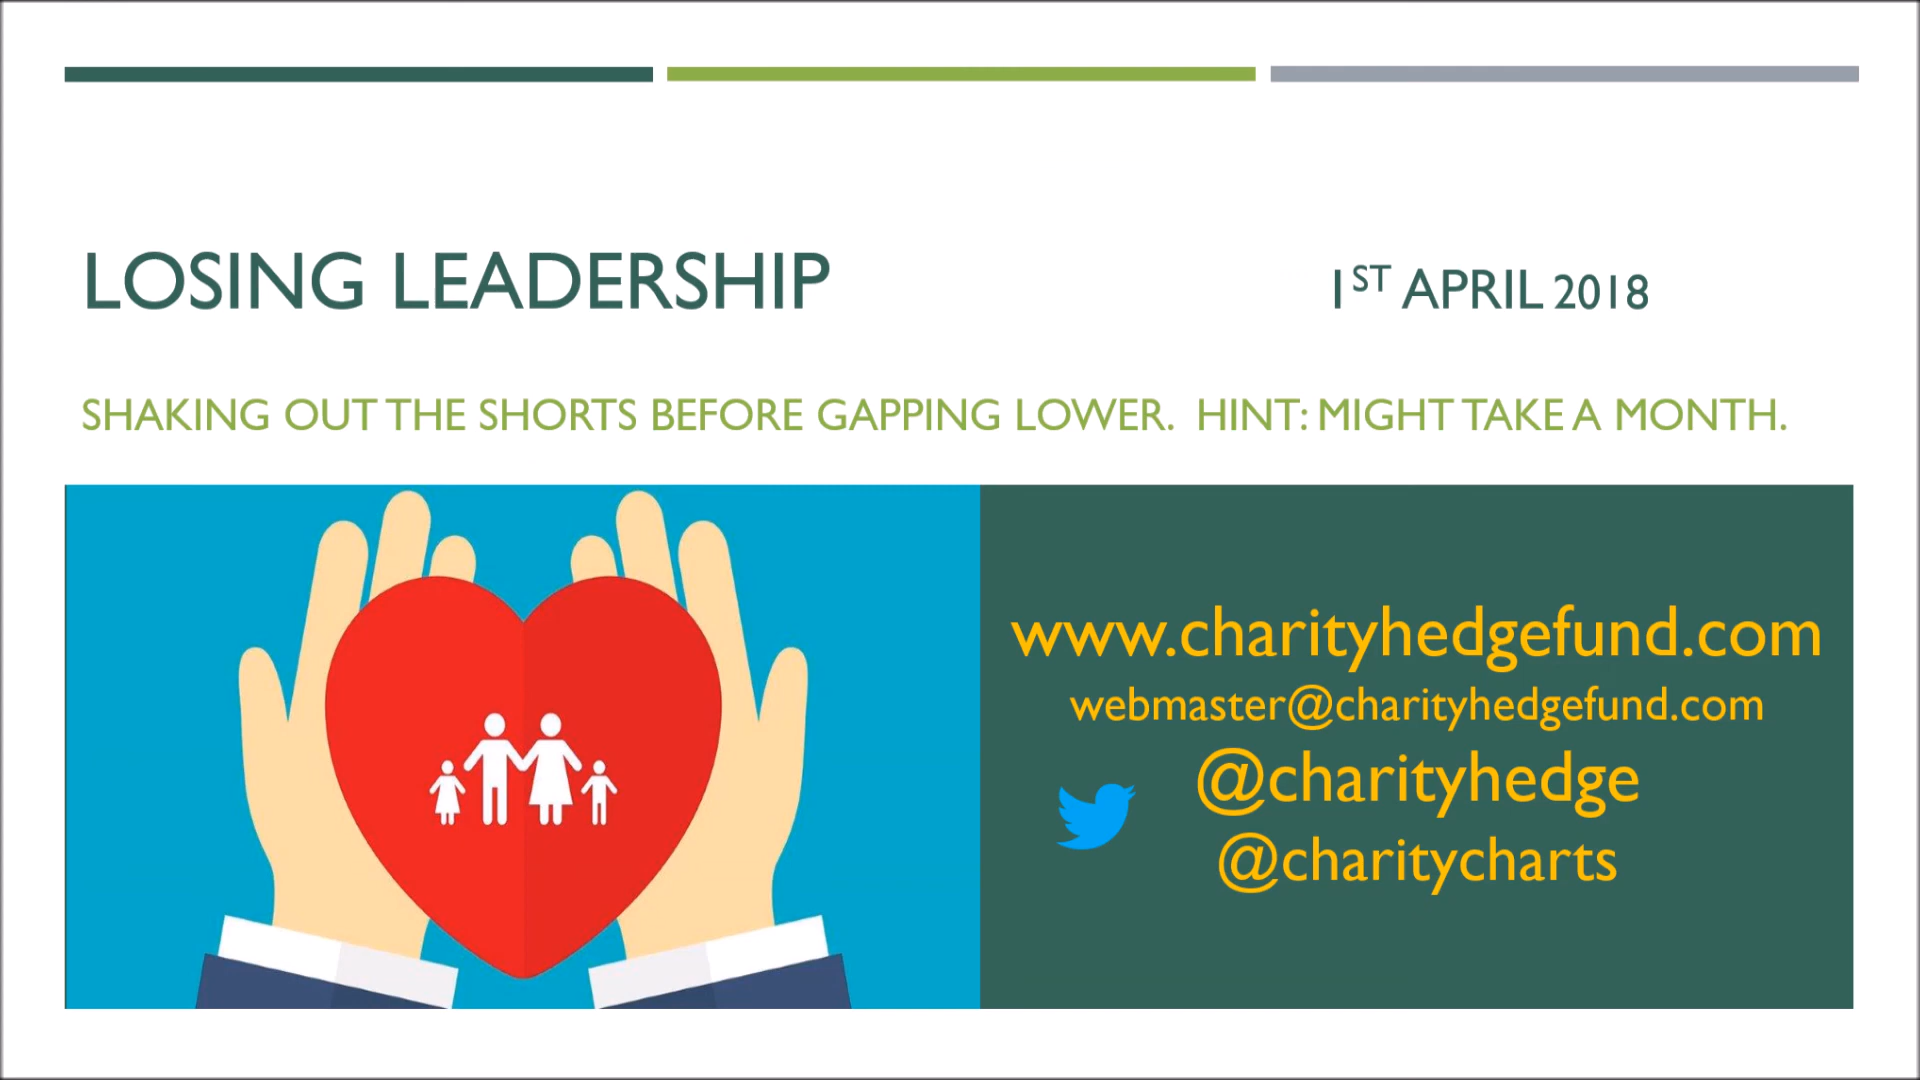 LOSING LEADERSHIP 1ST APRIL 2018
SHAKING OUT THE SHORTS BEFORE GAPPING LOWER. HINT: MIGHT TAKE A MONTH.
www.charityhedgefund.com
webmaster@charityhedgefund.com
@charityhedge
@charitycharts